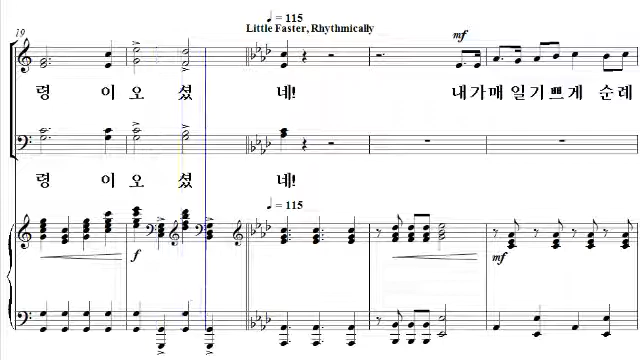 ♩ = 115
19 Little Faster, Rhythmically
mf
령 이 오 셨 네! 내가매 일기쁘게 순례
령 이 오 셨 네!
♩ = 115
f mf